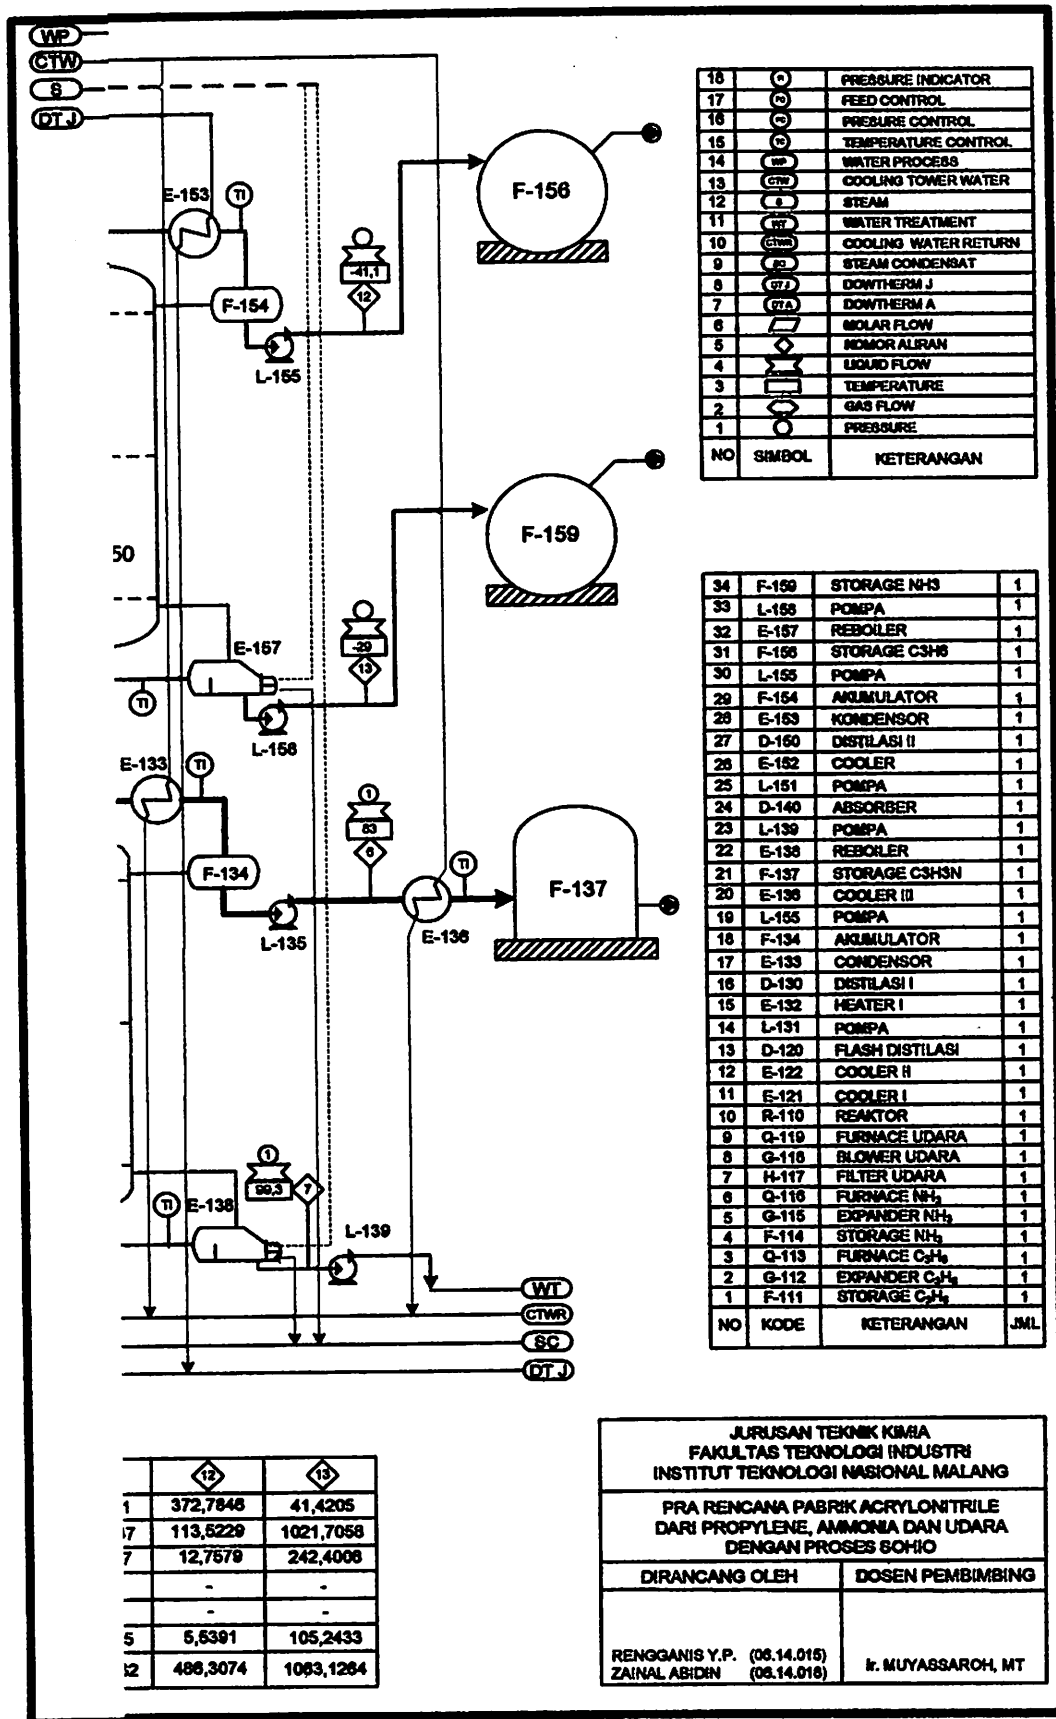 WP
CTW
S
DTJ
E-153
TI
F-154
L-155
-41,1
12
F-156
18 PRESSURE INDICATOR
17 FEED CONTROL
16 PRESURE CONTROL
15 TEMPERATURE CONTROL
14 WP WATER PROCESS
13 CTW COOLING TOWER WATER
12 S STEAM
11 WT WATER TREATMENT
10 CTWR COOLING WATER RETURN
9 SC STEAM CONDENSAT
8 DTJ DOWTHERM J
7 DTA DOWTHERM A
6 MOLAR FLOW
5 NOMOR ALIRAN
4 LIQUID FLOW
3 TEMPERATURE
2 GAS FLOW
1 PRESSURE
NO SIMBOL KETERANGAN
F-159
50
E-157
-29
13
TI
L-158
E-133
TI
1
83
6
F-134
L-135
TI
E-136
F-137
34 F-159 STORAGE NH3 1
33 L-158 POMPA 1
32 E-157 REBOILER 1
31 F-156 STORAGE C3H6 1
30 L-155 POMPA 1
29 F-154 AKUMULATOR 1
28 E-153 KONDENSOR 1
27 D-150 DISTILASI II 1
26 E-152 COOLER 1
25 L-151 POMPA 1
24 D-140 ABSORBER 1
23 L-139 POMPA 1
22 E-138 REBOILER 1
21 F-137 STORAGE C3H3N 1
20 E-136 COOLER III 1
19 L-155 POMPA 1
18 F-134 AKUMULATOR 1
17 E-133 CONDENSOR 1
16 D-130 DISTILASI I 1
15 E-132 HEATER I 1
14 L-131 POMPA 1
13 D-120 FLASH DISTILASI 1
12 E-122 COOLER II 1
11 E-121 COOLER I 1
10 R-110 REAKTOR 1
9 Q-119 FURNACE UDARA 1
8 G-118 BLOWER UDARA 1
7 H-117 FILTER UDARA 1
6 Q-116 FURNACE NH₃ 1
5 G-115 EXPANDER NH₃ 1
4 F-114 STORAGE NH₃ 1
3 Q-113 FURNACE C₃H₆ 1
2 G-112 EXPANDER C₃H₆ 1
1 F-111 STORAGE C₃H₆ 1
NO KODE KETERANGAN JML
1
99,3
7
TI
E-138
L-139
WT
CTWR
SC
DTJ
12 13
1 372,7846 41,4205
37 113,5229 1021,7058
7 12,7579 242,4006
- -
- -
5 5,5391 105,2433
32 486,3074 1063,1264
JURUSAN TEKNIK KIMIA
FAKULTAS TEKNOLOGI INDUSTRI
INSTITUT TEKNOLOGI NASIONAL MALANG
PRA RENCANA PABRIK ACRYLONITRILE
DARI PROPYLENE, AMMONIA DAN UDARA
DENGAN PROSES SOHIO
DIRANCANG OLEH DOSEN PEMBIMBING
RENGGANIS Y.P. (06.14.015)
ZAINAL ABIDIN (06.14.016)
Ir. MUYASSAROH, MT